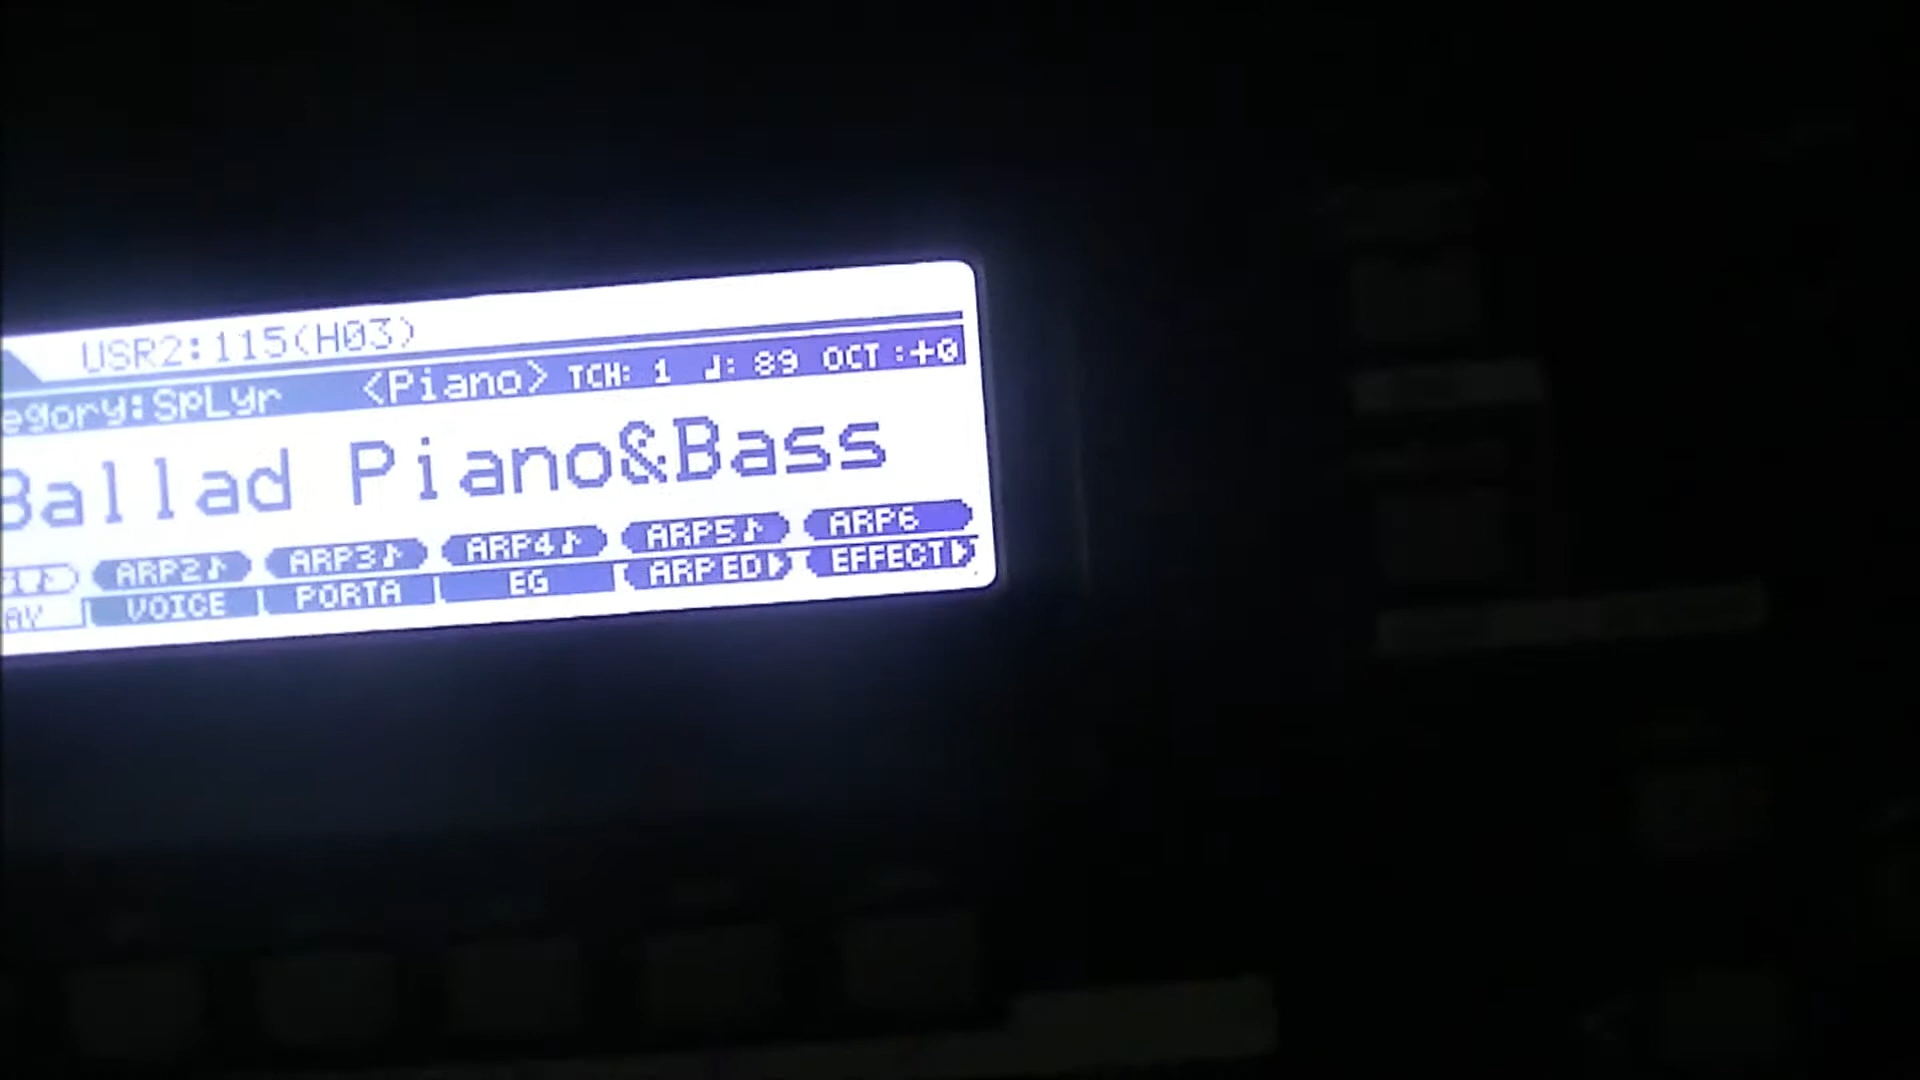 USR2:115(H03)
egory:SpLyr <Piano> TCH: 1 ♩: 89 OCT :+0
Ballad Piano&Bass
ARP2♪ ARP3♪ ARP4♪ ARP5♪ ARP6
AY VOICE PORTA EG ARP ED▶ EFFECT▶